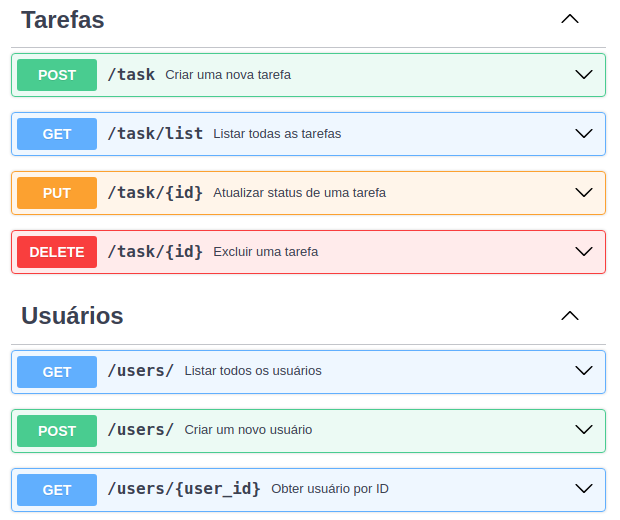 Tarefas
POST /task Criar uma nova tarefa
GET /task/list Listar todas as tarefas
PUT /task/{id} Atualizar status de uma tarefa
DELETE /task/{id} Excluir uma tarefa
Usuários
GET /users/ Listar todos os usuários
POST /users/ Criar um novo usuário
GET /users/{user_id} Obter usuário por ID